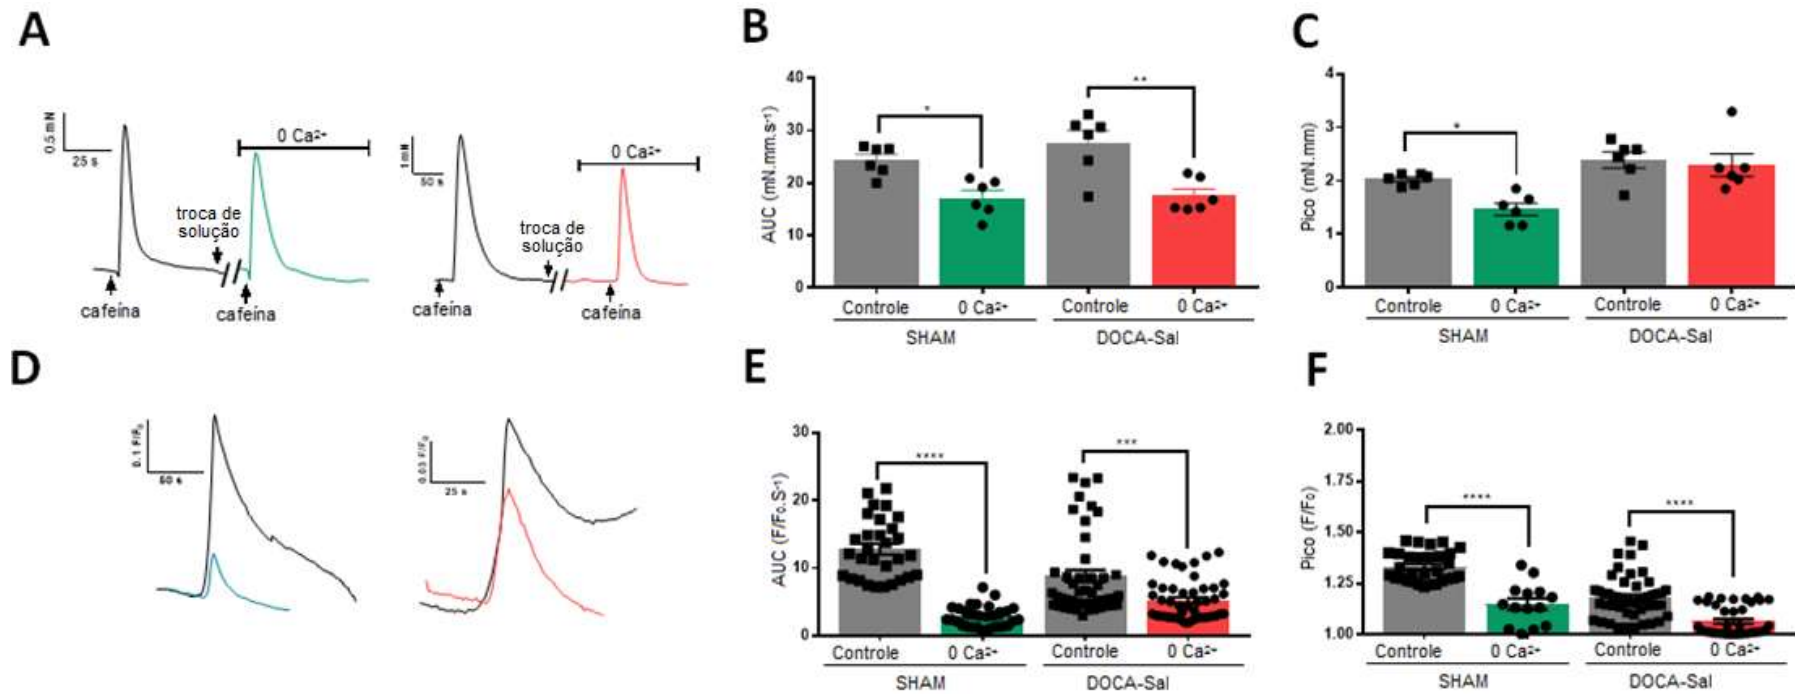 A
0.5 mN
25 s
0 Ca²⁺
troca de
solução
cafeína
cafeína
1 mN
50 s
0 Ca²⁺
troca de
solução
cafeína
cafeína
B
AUC (mN.mm.s⁻¹)
40
30
20
10
0
*
**
Controle
0 Ca²⁺
Controle
0 Ca²⁺
SHAM
DOCA-Sal
C
Pico (mN.mm)
4
3
2
1
0
*
Controle
0 Ca²⁺
Controle
0 Ca²⁺
SHAM
DOCA-Sal
D
0.1 F/F₀
50 s
0.03 F/F₀
25 s
E
AUC (F/F₀.S⁻¹)
30
20
10
0
****
***
Controle
0 Ca²⁺
Controle
0 Ca²⁺
SHAM
DOCA-Sal
F
Pico (F/F₀)
2.00
1.75
1.50
1.25
1.00
****
****
Controle
0 Ca²⁺
Controle
0 Ca²⁺
SHAM
DOCA-Sal